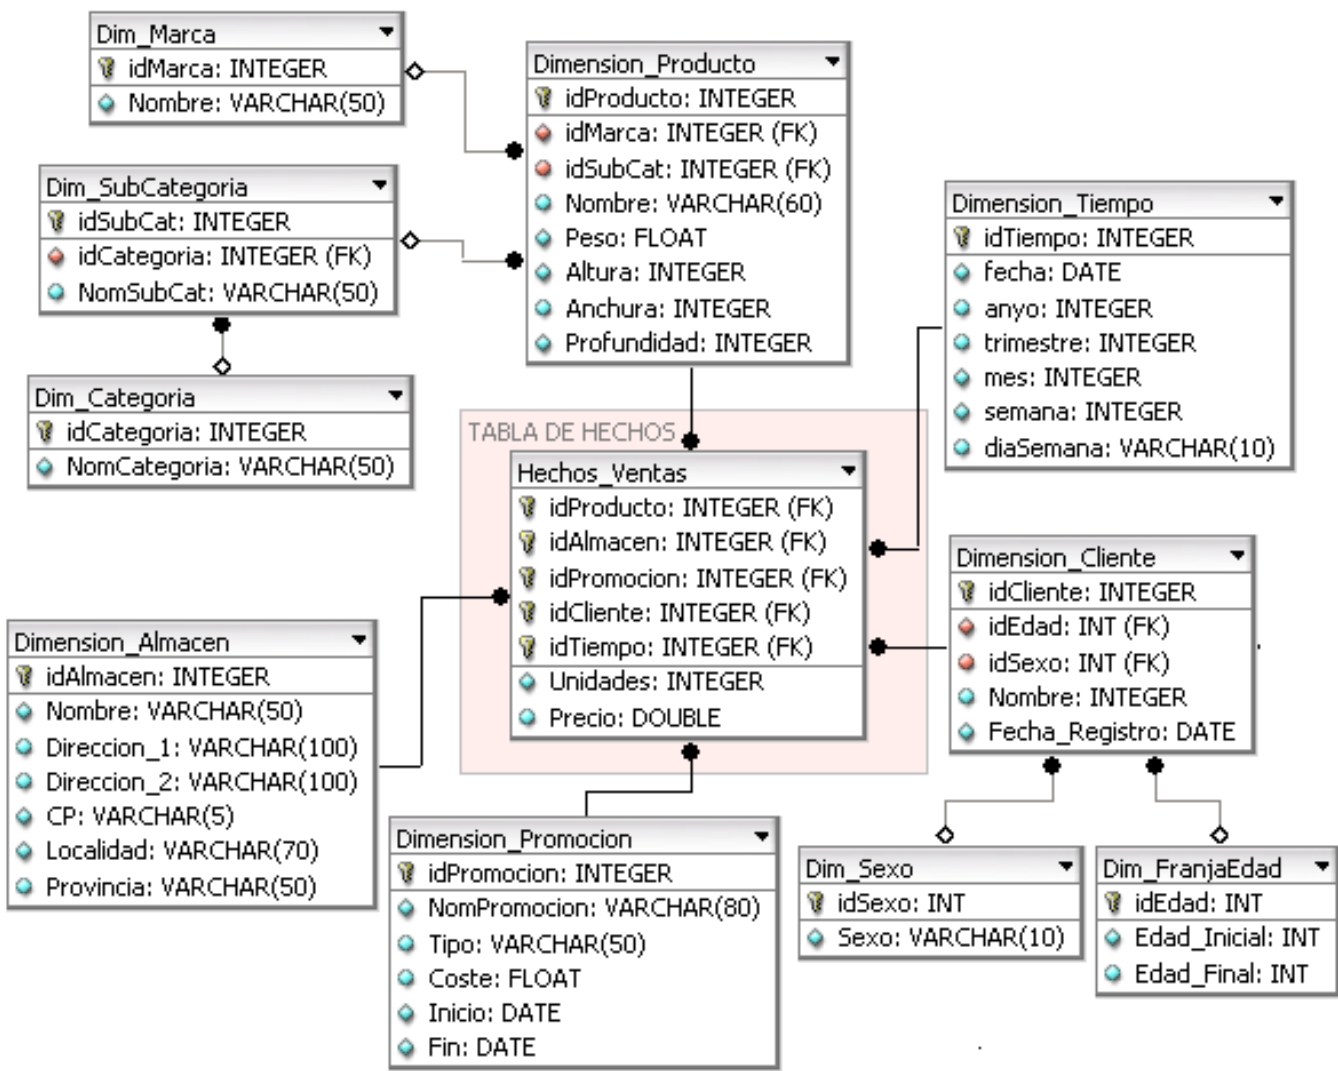 Dim_Marca
idMarca: INTEGER
Nombre: VARCHAR(50)
Dimension_Producto
idProducto: INTEGER
idMarca: INTEGER (FK)
idSubCat: INTEGER (FK)
Nombre: VARCHAR(60)
Peso: FLOAT
Altura: INTEGER
Anchura: INTEGER
Profundidad: INTEGER
Dim_SubCategoria
idSubCat: INTEGER
idCategoria: INTEGER (FK)
NomSubCat: VARCHAR(50)
Dimension_Tiempo
idTiempo: INTEGER
fecha: DATE
anyo: INTEGER
trimestre: INTEGER
mes: INTEGER
semana: INTEGER
diaSemana: VARCHAR(10)
Dim_Categoria
idCategoria: INTEGER
NomCategoria: VARCHAR(50)
TABLA DE HECHOS
Hechos_Ventas
idProducto: INTEGER (FK)
idAlmacen: INTEGER (FK)
idPromocion: INTEGER (FK)
idCliente: INTEGER (FK)
idTiempo: INTEGER (FK)
Unidades: INTEGER
Precio: DOUBLE
Dimension_Cliente
idCliente: INTEGER
idEdad: INT (FK)
idSexo: INT (FK)
Nombre: INTEGER
Fecha_Registro: DATE
Dimension_Almacen
idAlmacen: INTEGER
Nombre: VARCHAR(50)
Direccion_1: VARCHAR(100)
Direccion_2: VARCHAR(100)
CP: VARCHAR(5)
Localidad: VARCHAR(70)
Provincia: VARCHAR(50)
Dimension_Promocion
idPromocion: INTEGER
NomPromocion: VARCHAR(80)
Tipo: VARCHAR(50)
Coste: FLOAT
Inicio: DATE
Fin: DATE
Dim_Sexo
idSexo: INT
Sexo: VARCHAR(10)
Dim_FranjaEdad
idEdad: INT
Edad_Inicial: INT
Edad_Final: INT